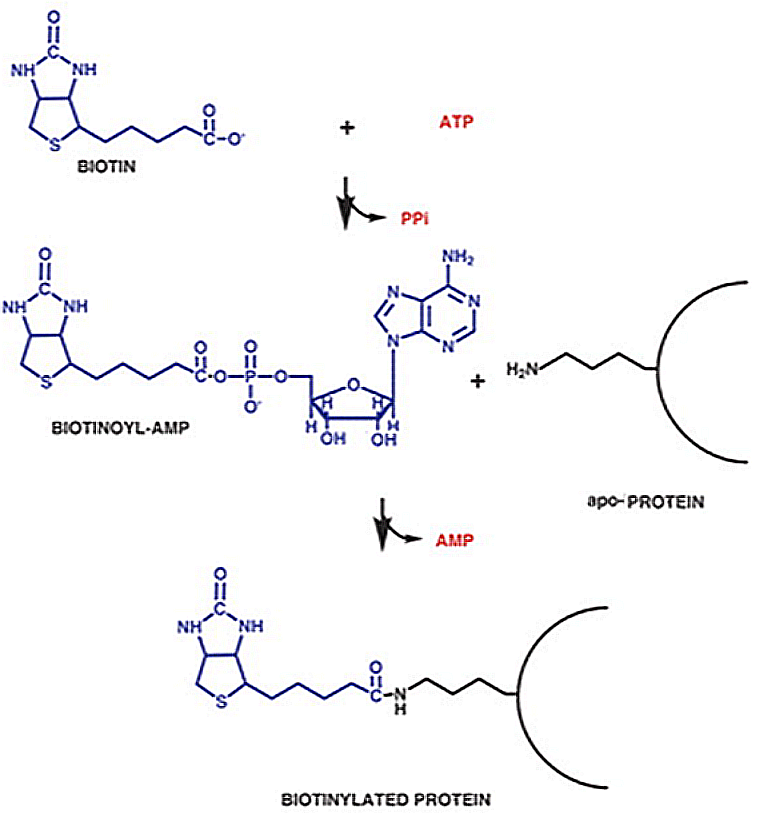 O
C
NH NH
O
C O-
S
BIOTIN
+ ATP
PPi
NH2
O
C
NH NH
N N
N N
O O
C O P O O
O-
S
H H
H H
OH OH
BIOTINOYL-AMP
+ H2N
apo-PROTEIN
AMP
O
C
NH NH
O
C N
H
S
BIOTINYLATED PROTEIN